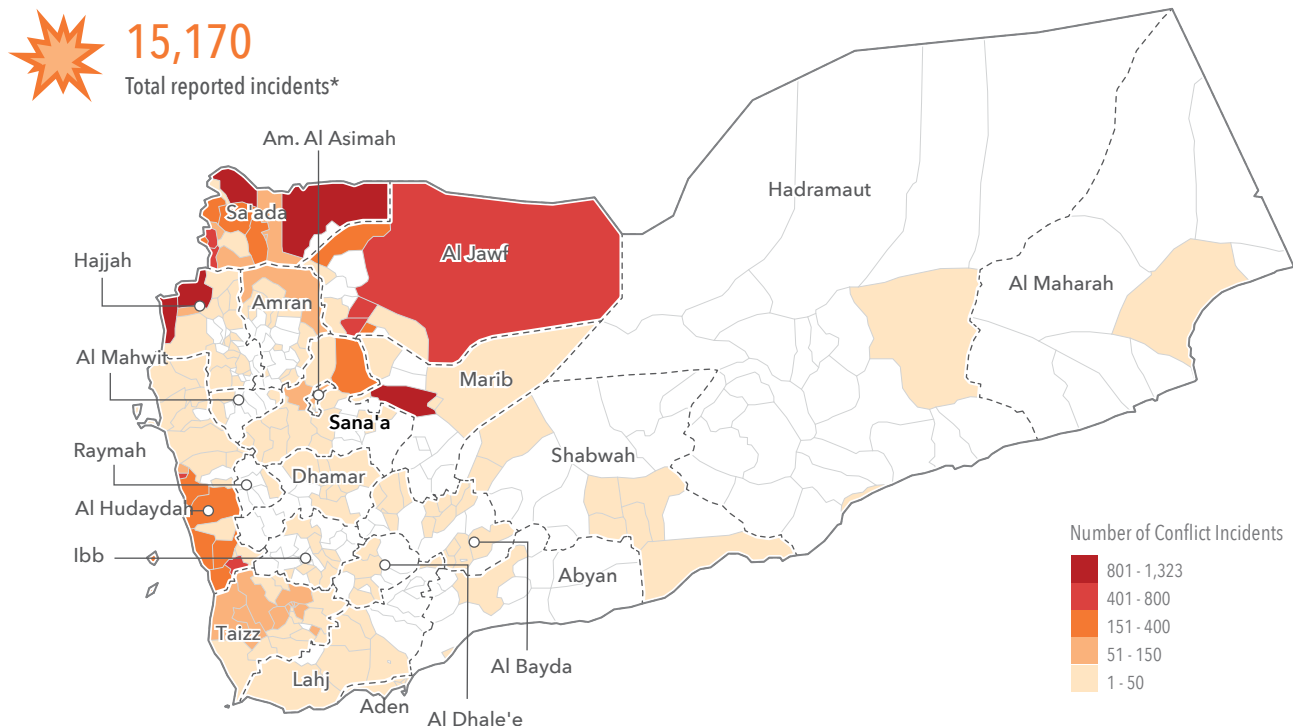 15,170
Total reported incidents*
Am. Al Asimah
Hadramaut
Sa'ada
Al Jawf
Hajjah
Al Maharah
Amran
Al Mahwit
Marib
Sana'a
Raymah
Shabwah
Dhamar
Al Hudaydah
Number of Conflict Incidents
Ibb
Abyan
801 - 1,323
401 - 800
151 - 400
51 - 150
1 - 50
Taizz
Al Bayda
Lahj
Aden
Al Dhale'e